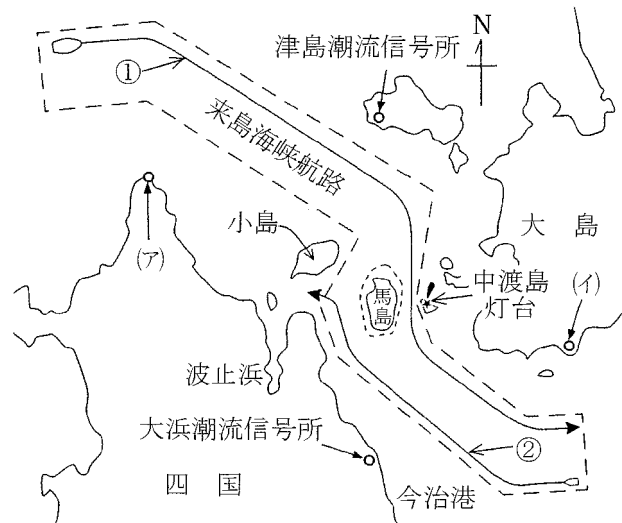 N
津島潮流信号所
①
来島海峡航路
大島
小島
(ア)
馬島
中渡島
灯台
(イ)
波止浜
大浜潮流信号所
②
四国
今治港